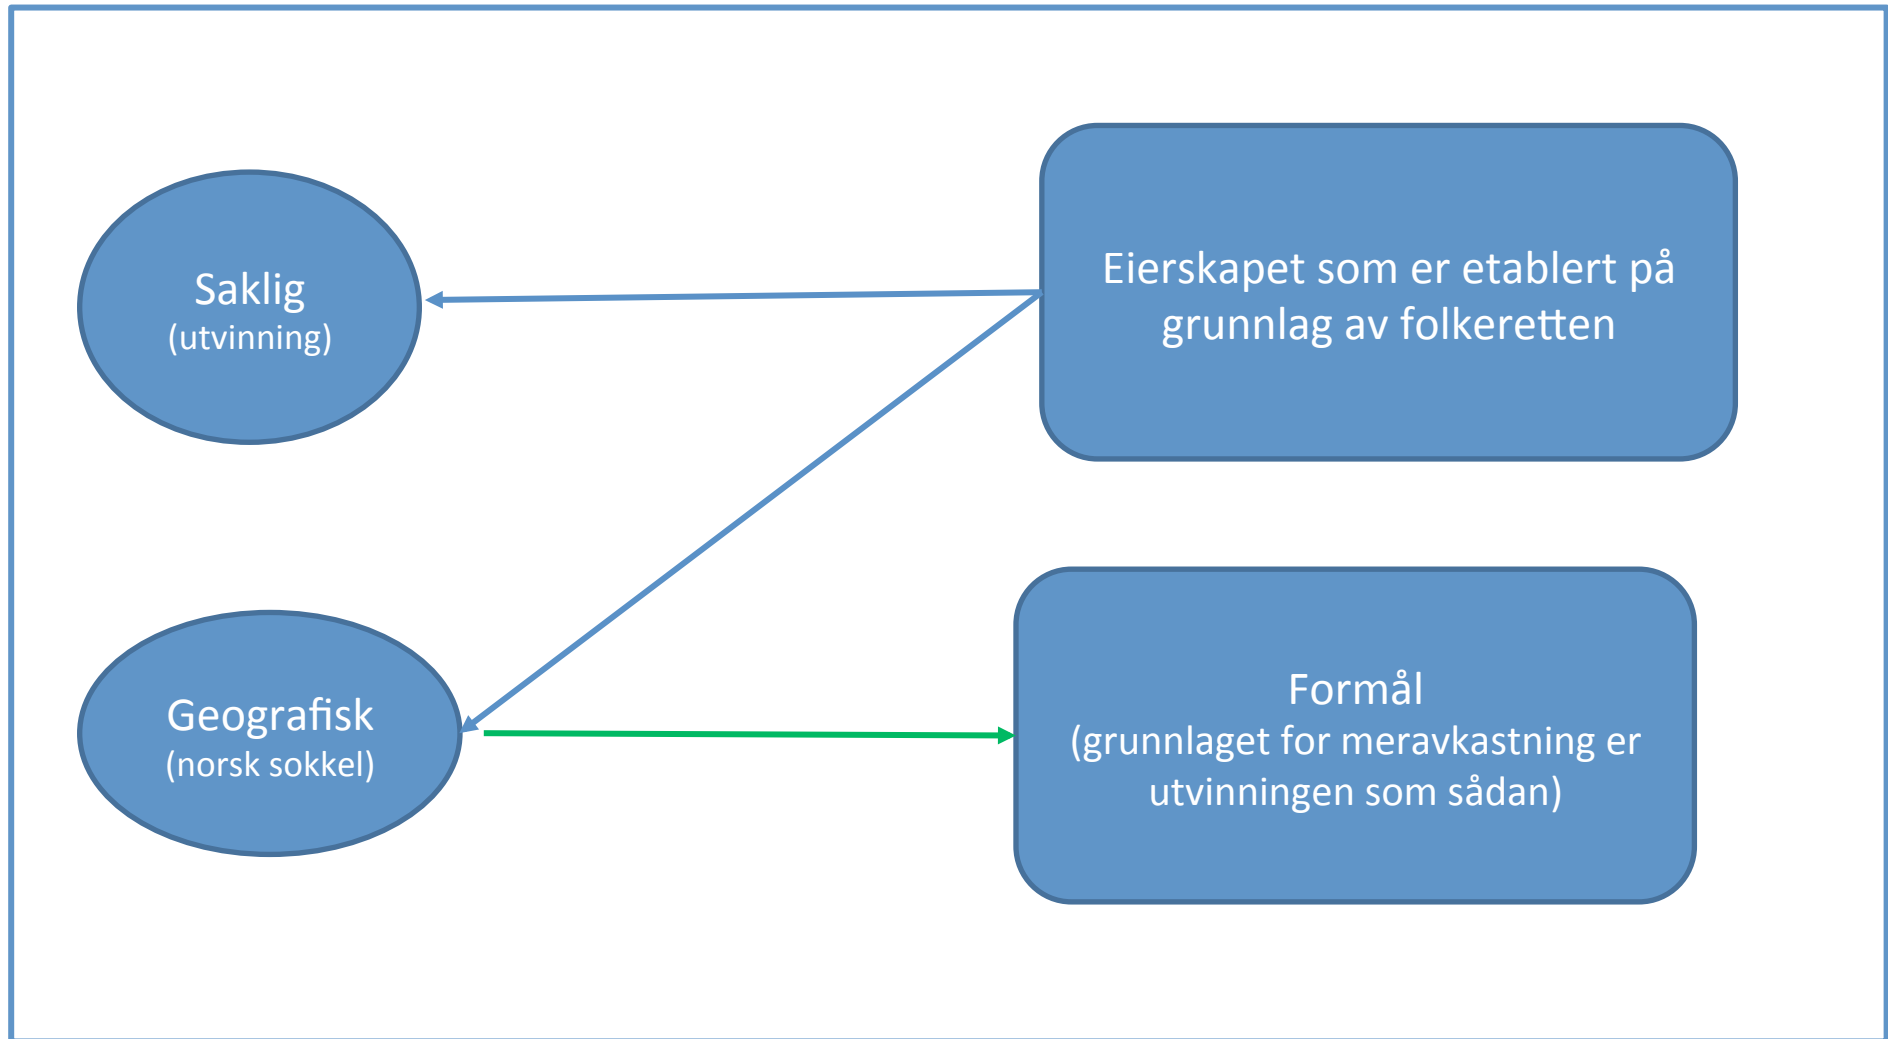 Saklig
(utvinning)
Eierskapet som er etablert på
grunnlag av folkeretten
Geografisk
(norsk sokkel)
Formål
(grunnlaget for meravkastning er
utvinningen som sådan)